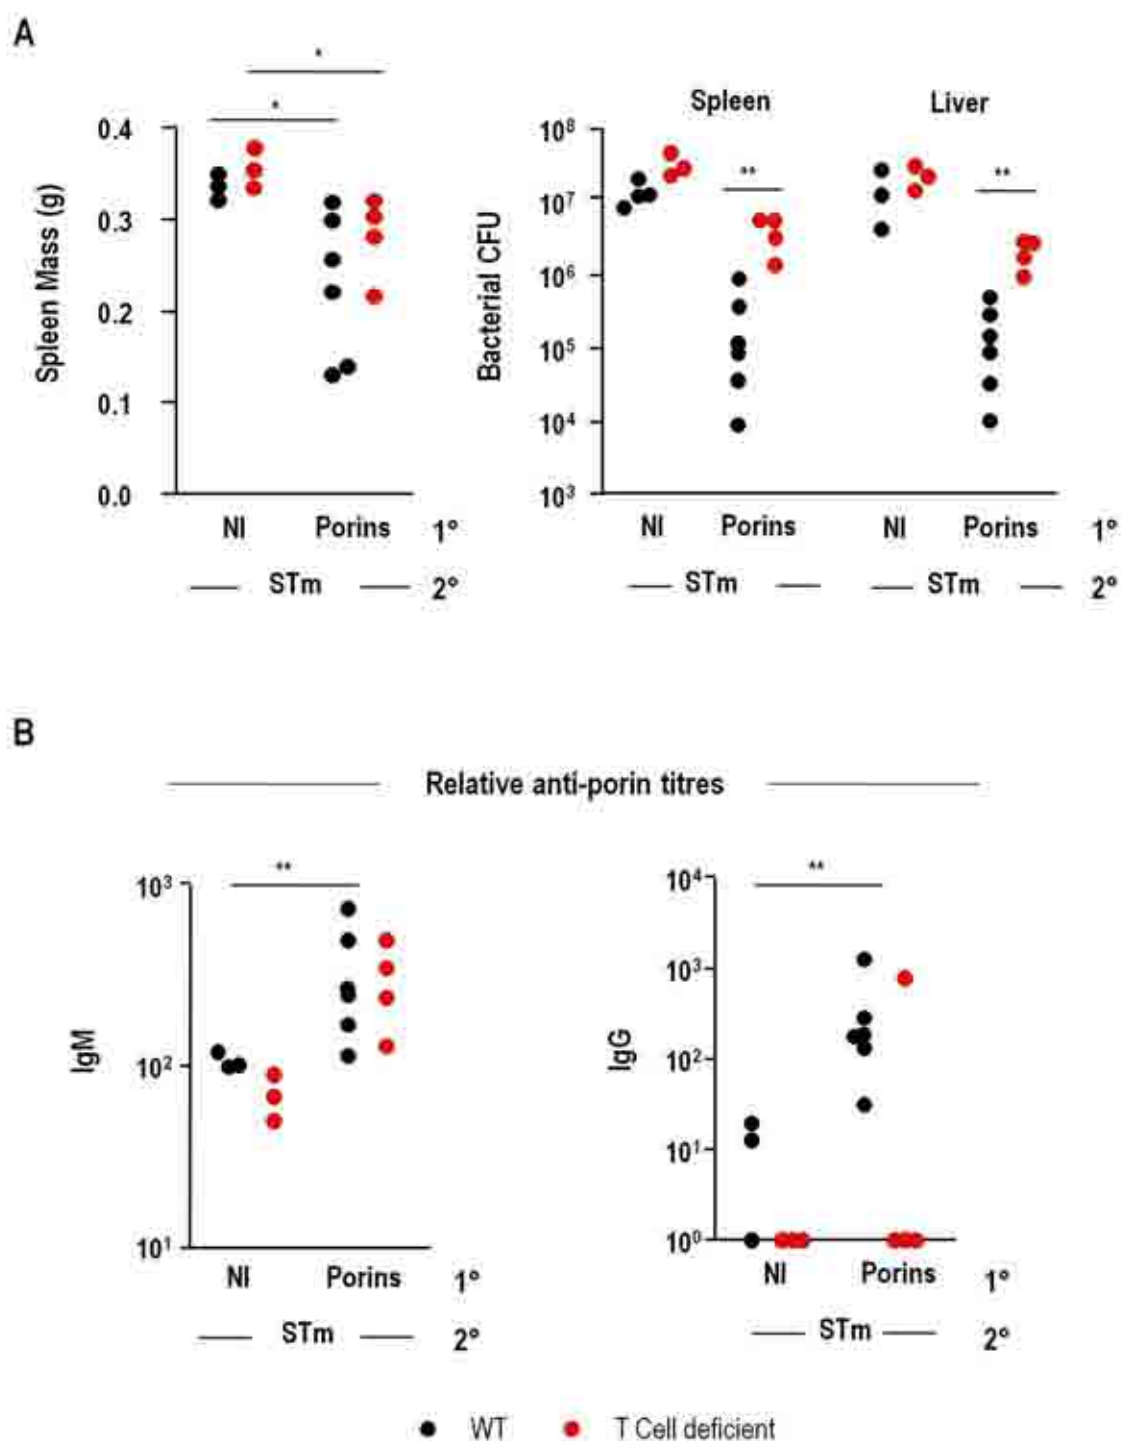 A
*
*
Spleen Mass (g)
0.4
0.3
0.2
0.1
0.0
NI Porins 1°
STm 2°
Spleen Liver
**
**
Bacterial CFU
10⁸
10⁷
10⁶
10⁵
10⁴
10³
NI Porins NI Porins 1°
STm STm 2°
B
Relative anti-porin titres
**
IgM
10³
10²
10¹
NI Porins 1°
STm 2°
**
IgG
10⁴
10³
10²
10¹
10⁰
NI Porins 1°
STm 2°
WT T Cell deficient